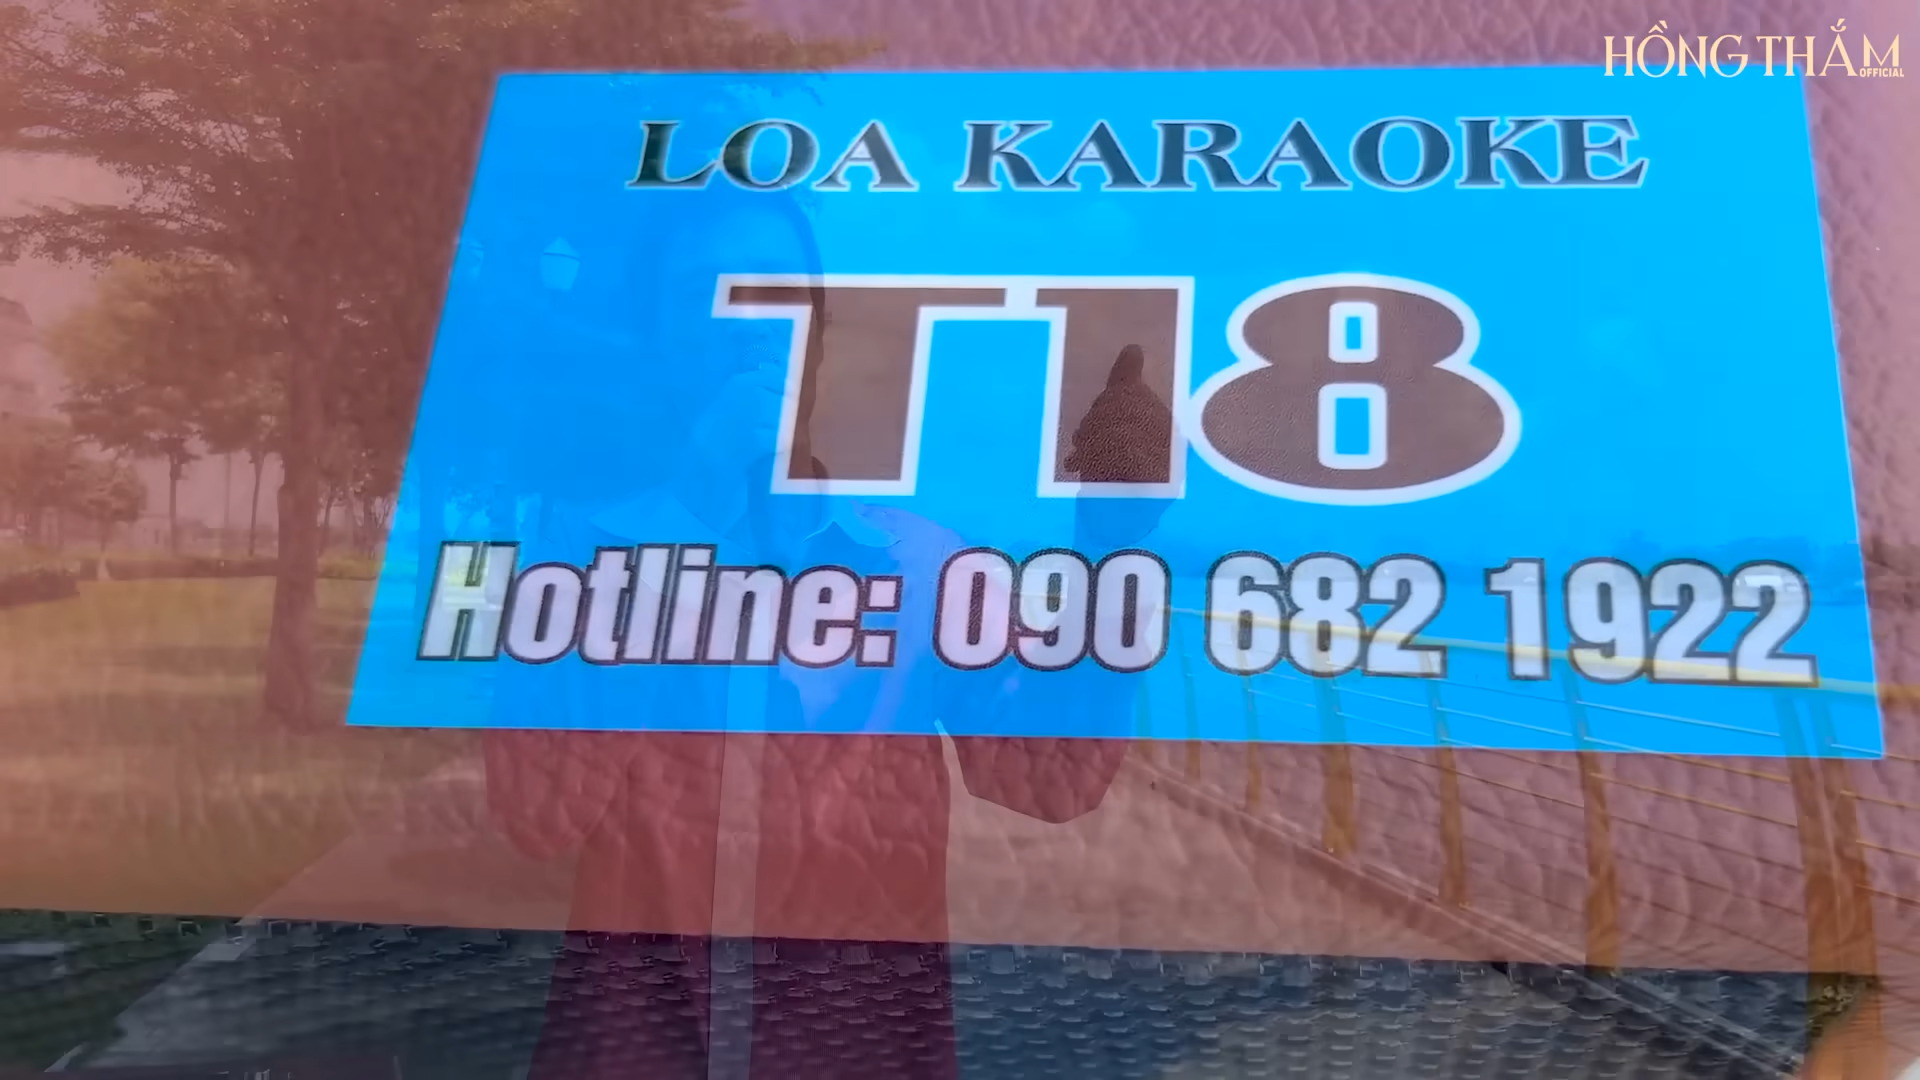 HỒNG THẮM
OFFICIAL
LOA KARAOKE
T18
Hotline: 090 682 1922